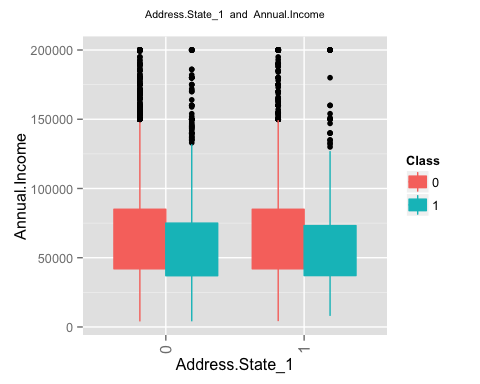 Address.State_1 and Annual.Income
200000
150000
100000
50000
0
Annual.Income
0
1
Address.State_1
Class
0
1